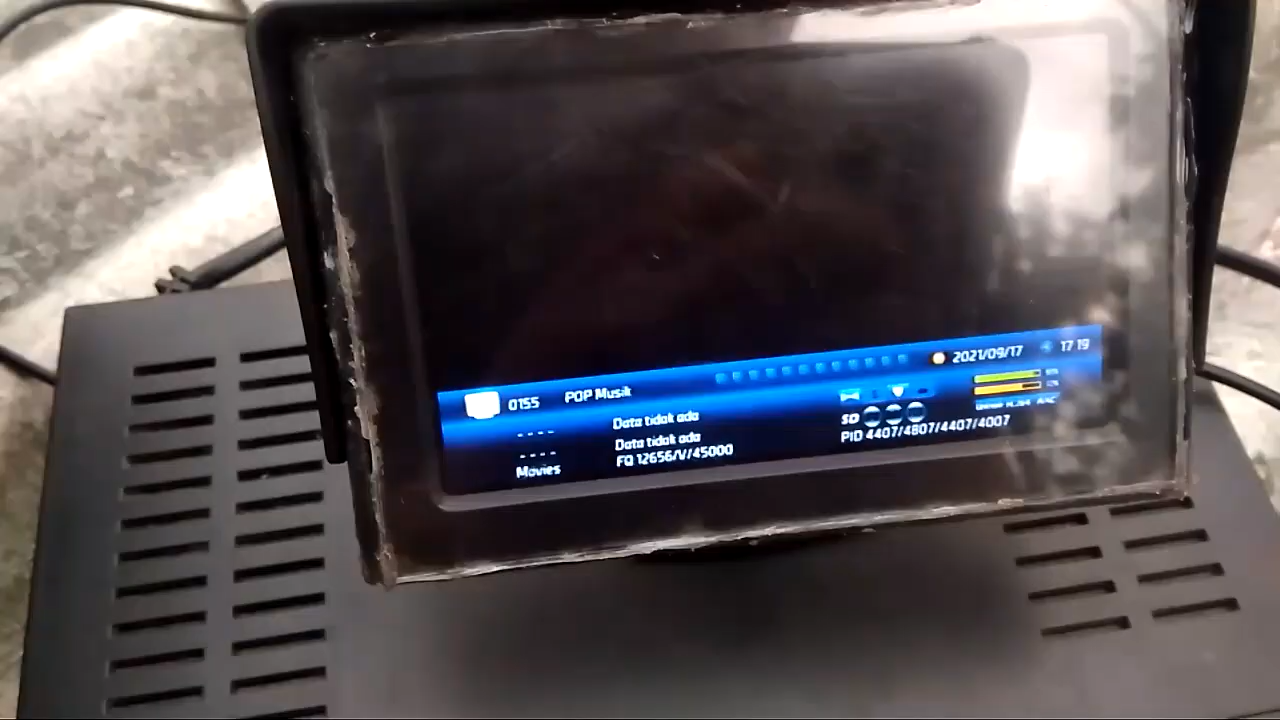 2021/09/17 17 19
0155 POP Musik
---- Data tidak ada
SD
---- Data tidak ada
PID 4407/4807/4407/4007
Movies FQ 12656/V/45000